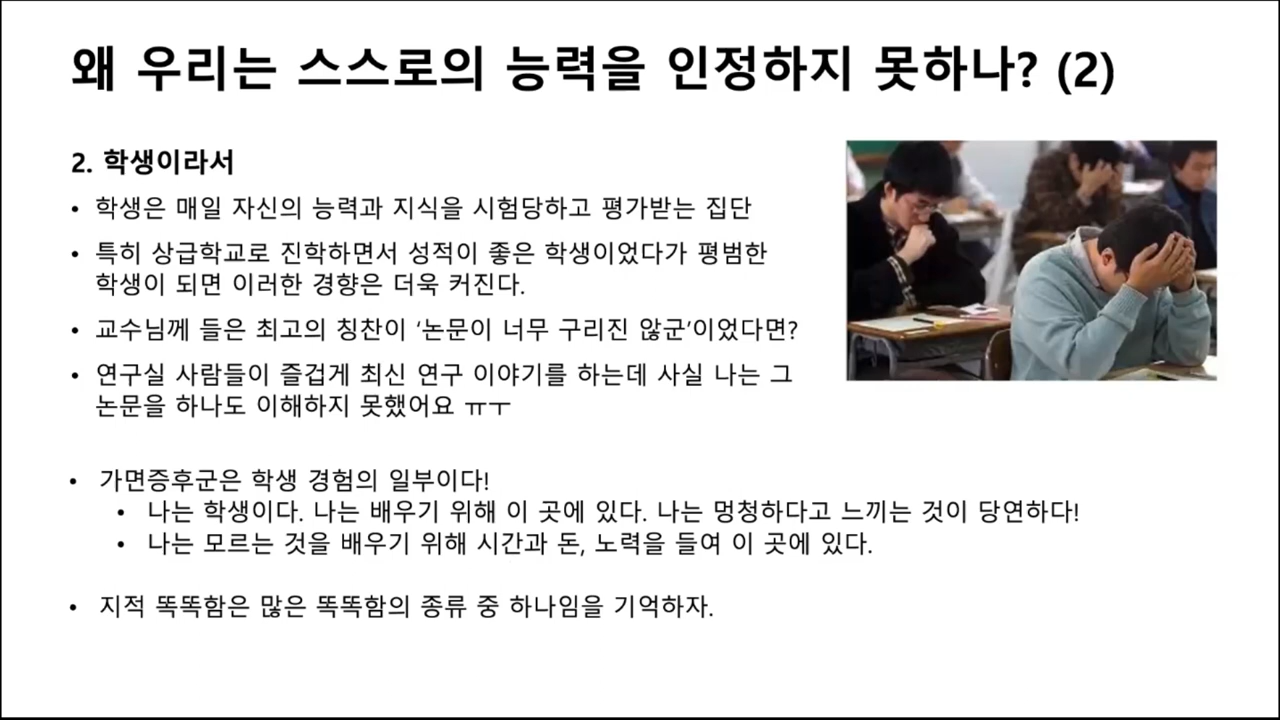 왜 우리는 스스로의 능력을 인정하지 못하나? (2)
2. 학생이라서
• 학생은 매일 자신의 능력과 지식을 시험당하고 평가받는 집단
• 특히 상급학교로 진학하면서 성적이 좋은 학생이었다가 평범한
학생이 되면 이러한 경향은 더욱 커진다.
• 교수님께 들은 최고의 칭찬이 ‘논문이 너무 구리진 않군’이었다면?
• 연구실 사람들이 즐겁게 최신 연구 이야기를 하는데 사실 나는 그
논문을 하나도 이해하지 못했어요 ㅠㅜ
• 가면증후군은 학생 경험의 일부이다!
• 나는 학생이다. 나는 배우기 위해 이 곳에 있다. 나는 멍청하다고 느끼는 것이 당연하다!
• 나는 모르는 것을 배우기 위해 시간과 돈, 노력을 들여 이 곳에 있다.
• 지적 똑똑함은 많은 똑똑함의 종류 중 하나임을 기억하자.